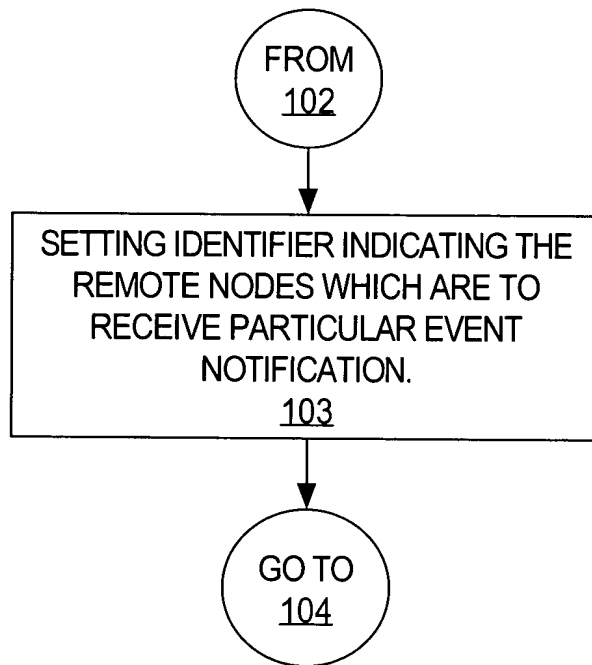 FROM
102
SETTING IDENTIFIER INDICATING THE
REMOTE NODES WHICH ARE TO
RECEIVE PARTICULAR EVENT
NOTIFICATION.
103
GO TO
104